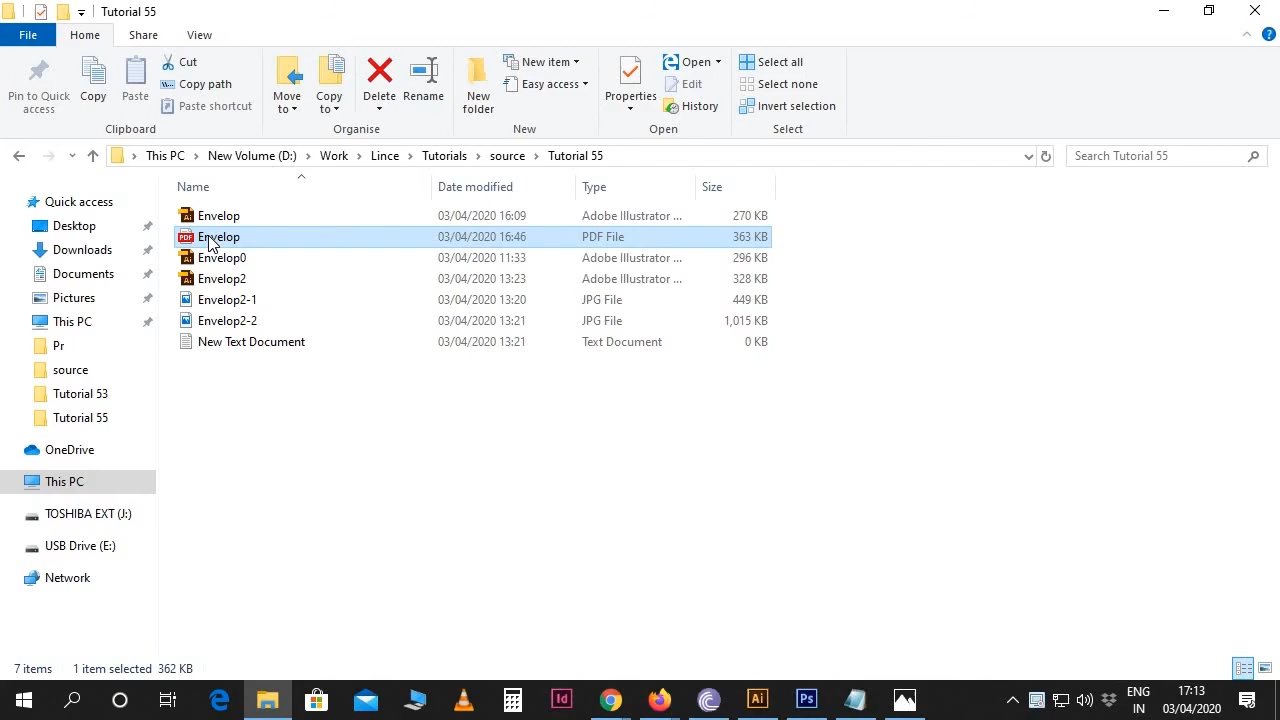 Tutorial 55
File Home Share View
Pin to Quick access
Copy
Paste
Cut
Copy path
Paste shortcut
Clipboard
Move to
Copy to
Delete
Rename
Organise
New folder
New item
Easy access
New
Properties
Open
Edit
History
Open
Select all
Select none
Invert selection
Select
This PC > New Volume (D:) > Work > Lince > Tutorials > source > Tutorial 55
Search Tutorial 55
Quick access
Desktop
Downloads
Documents
Pictures
This PC
Pr
source
Tutorial 53
Tutorial 55
OneDrive
This PC
TOSHIBA EXT (J:)
USB Drive (E:)
Network
Name Date modified Type Size
Envelop 03/04/2020 16:09 Adobe Illustrator ... 270 KB
Envelop 03/04/2020 16:46 PDF File 363 KB
Envelop0 03/04/2020 11:33 Adobe Illustrator ... 296 KB
Envelop2 03/04/2020 13:23 Adobe Illustrator ... 328 KB
Envelop2-1 03/04/2020 13:20 JPG File 449 KB
Envelop2-2 03/04/2020 13:21 JPG File 1,015 KB
New Text Document 03/04/2020 13:21 Text Document 0 KB
7 items 1 item selected 362 KB
Id
Ai
Ps
ENG
IN
17:13
03/04/2020